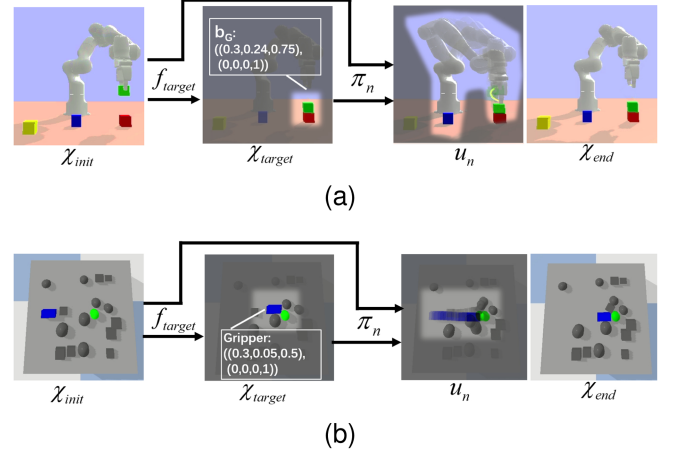 b_G:
((0.3,0.24,0.75),
(0,0,0,1))
f_target
π_n
χ_init
χ_target
u_n
χ_end
(a)
f_target
π_n
Gripper:
((0.3,0.05,0.5),
(0,0,0,1))
χ_init
χ_target
u_n
χ_end
(b)